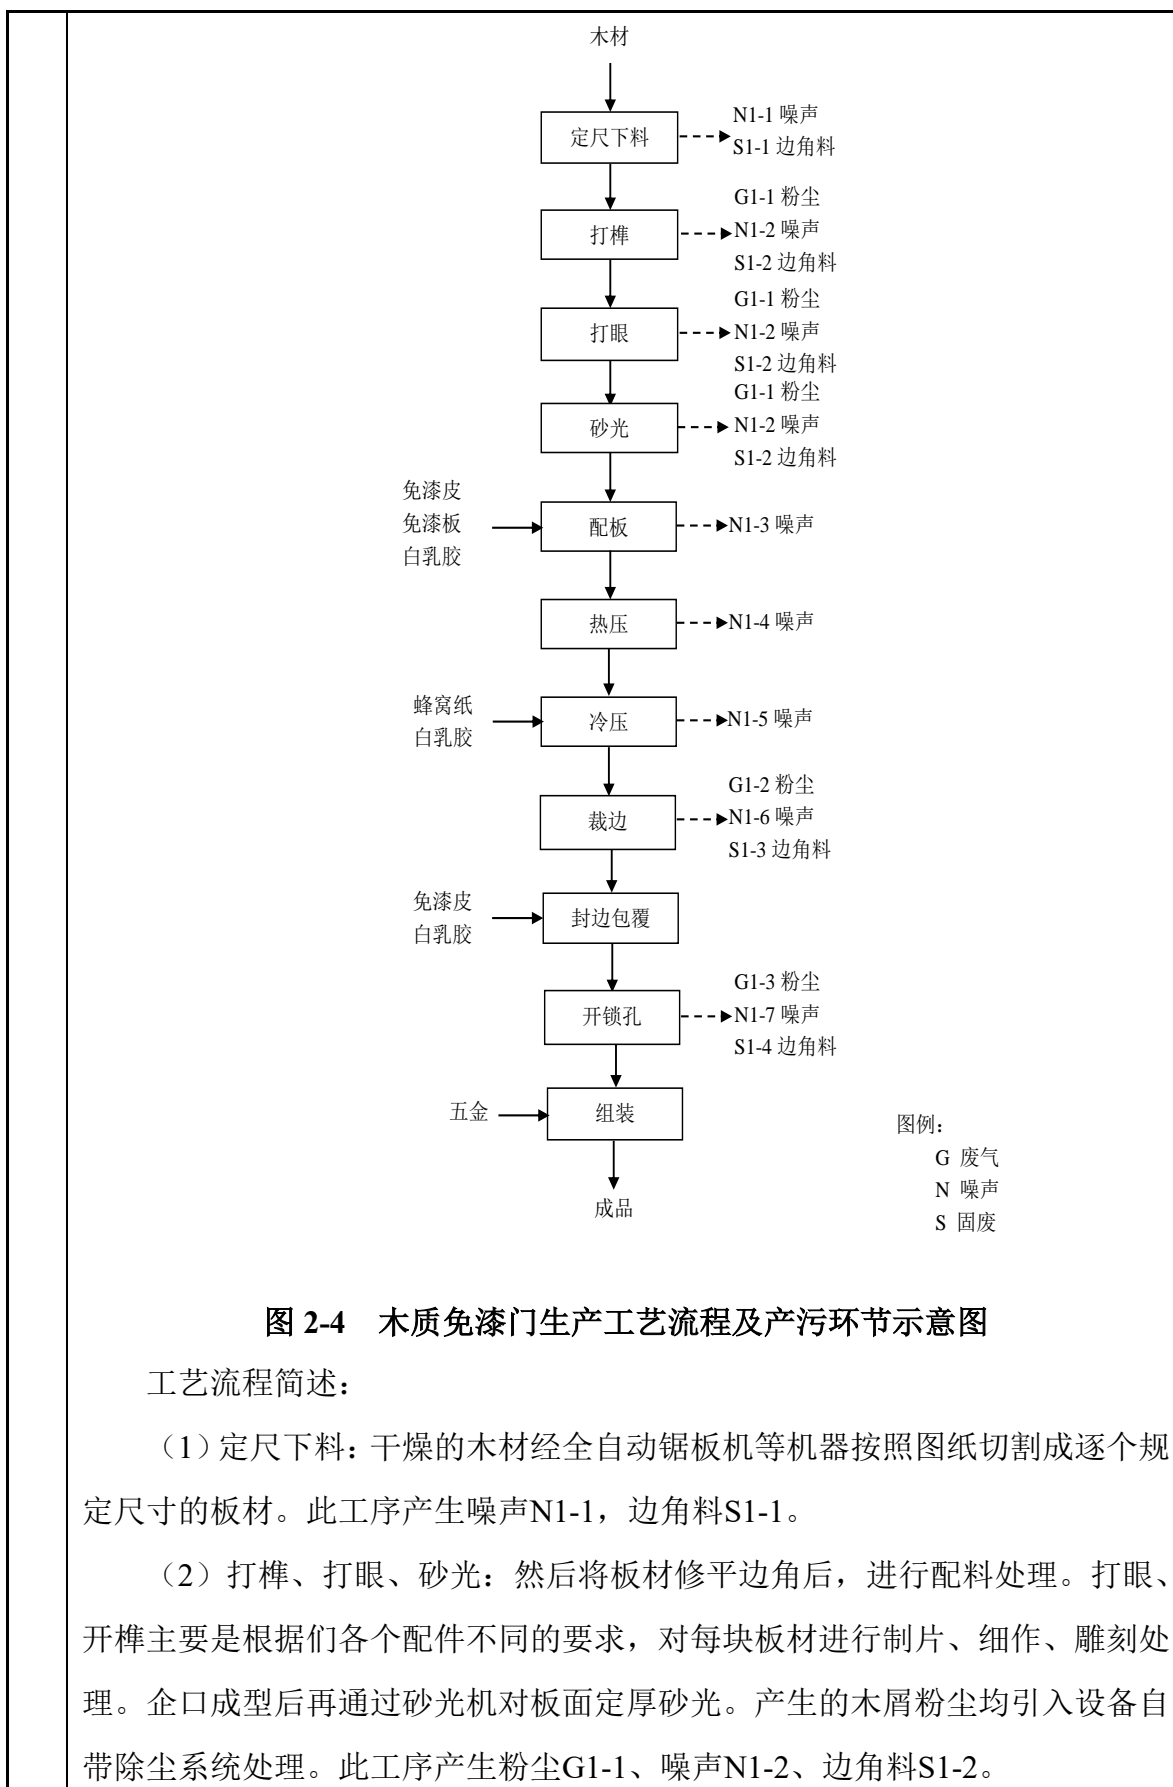 木材
定尺下料
N1-1 噪声
S1-1 边角料
打榫
G1-1 粉尘
N1-2 噪声
S1-2 边角料
打眼
G1-1 粉尘
N1-2 噪声
S1-2 边角料
砂光
G1-1 粉尘
N1-2 噪声
S1-2 边角料
免漆皮
免漆板
白乳胶
配板
N1-3 噪声
热压
N1-4 噪声
蜂窝纸
白乳胶
冷压
N1-5 噪声
裁边
G1-2 粉尘
N1-6 噪声
S1-3 边角料
免漆皮
白乳胶
封边包覆
开锁孔
G1-3 粉尘
N1-7 噪声
S1-4 边角料
五金
组装
成品
图例：
G 废气
N 噪声
S 固废
图 2-4 木质免漆门生产工艺流程及产污环节示意图
工艺流程简述：
（1）定尺下料：干燥的木材经全自动锯板机等机器按照图纸切割成逐个规
定尺寸的板材。此工序产生噪声N1-1，边角料S1-1。
（2）打榫、打眼、砂光：然后将板材修平边角后，进行配料处理。打眼、
开榫主要是根据们各个配件不同的要求，对每块板材进行制片、细作、雕刻处
理。企口成型后再通过砂光机对板面定厚砂光。产生的木屑粉尘均引入设备自
带除尘系统处理。此工序产生粉尘G1-1、噪声N1-2、边角料S1-2。